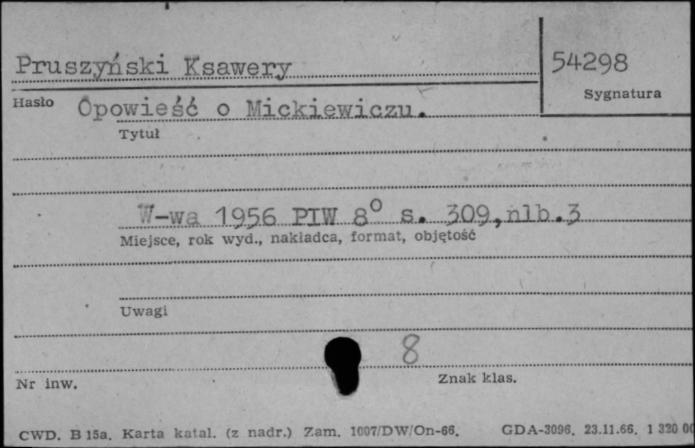 Pruszyński Ksawery
54298
Hasło
Sygnatura
Opowieść o Mickiewiczu.
Tytuł
W-wa 1956 PIW 8° s. 309,nlb.3
Miejsce, rok wyd., nakładca, format, objętość
Uwagi
8
Nr inw.
Znak klas.
CWD. B 15a. Karta katal. (z nadr.) Zam. 1007/DW/On-66. GDA-3096. 23.11.66. 1 320 00